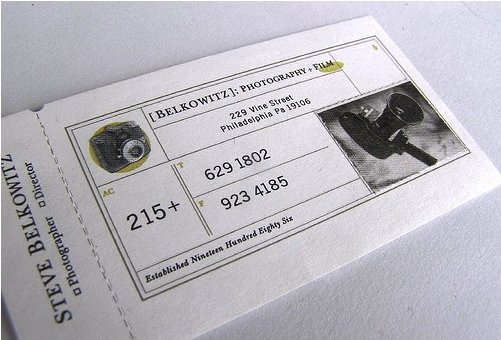 STEVE BELKOWITZ
Photographer Director
[BELKOWITZ]: PHOTOGRAPHY + FILM
229 Vine Street
Philadelphia Pa 19106
AC
215+
T
629 1802
F
923 4185
Established Nineteen Hundred Eighty Six